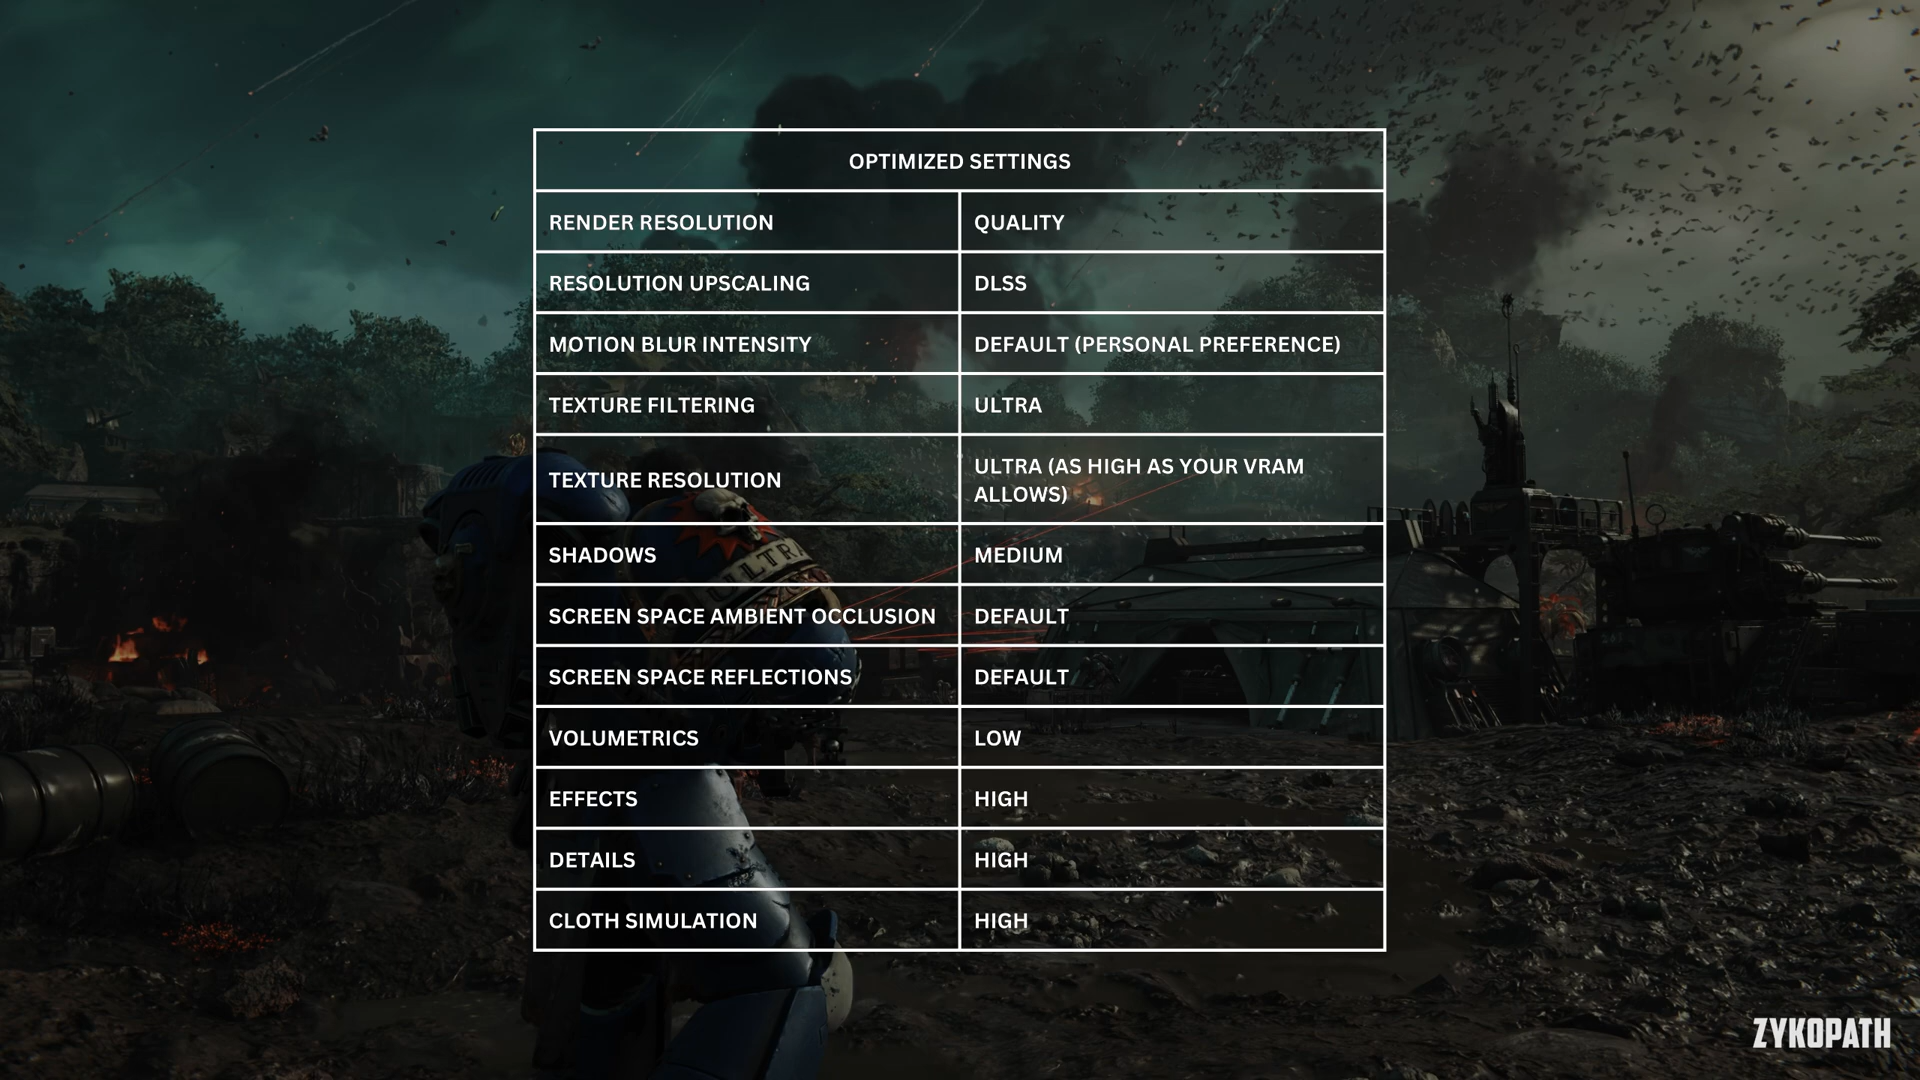 OPTIMIZED SETTINGS
RENDER RESOLUTION
QUALITY
RESOLUTION UPSCALING
DLSS
MOTION BLUR INTENSITY
DEFAULT (PERSONAL PREFERENCE)
TEXTURE FILTERING
ULTRA
TEXTURE RESOLUTION
ULTRA (AS HIGH AS YOUR VRAM
ALLOWS)
SHADOWS
MEDIUM
SCREEN SPACE AMBIENT OCCLUSION
DEFAULT
SCREEN SPACE REFLECTIONS
DEFAULT
VOLUMETRICS
LOW
EFFECTS
HIGH
DETAILS
HIGH
CLOTH SIMULATION
HIGH
ZYKOPATH